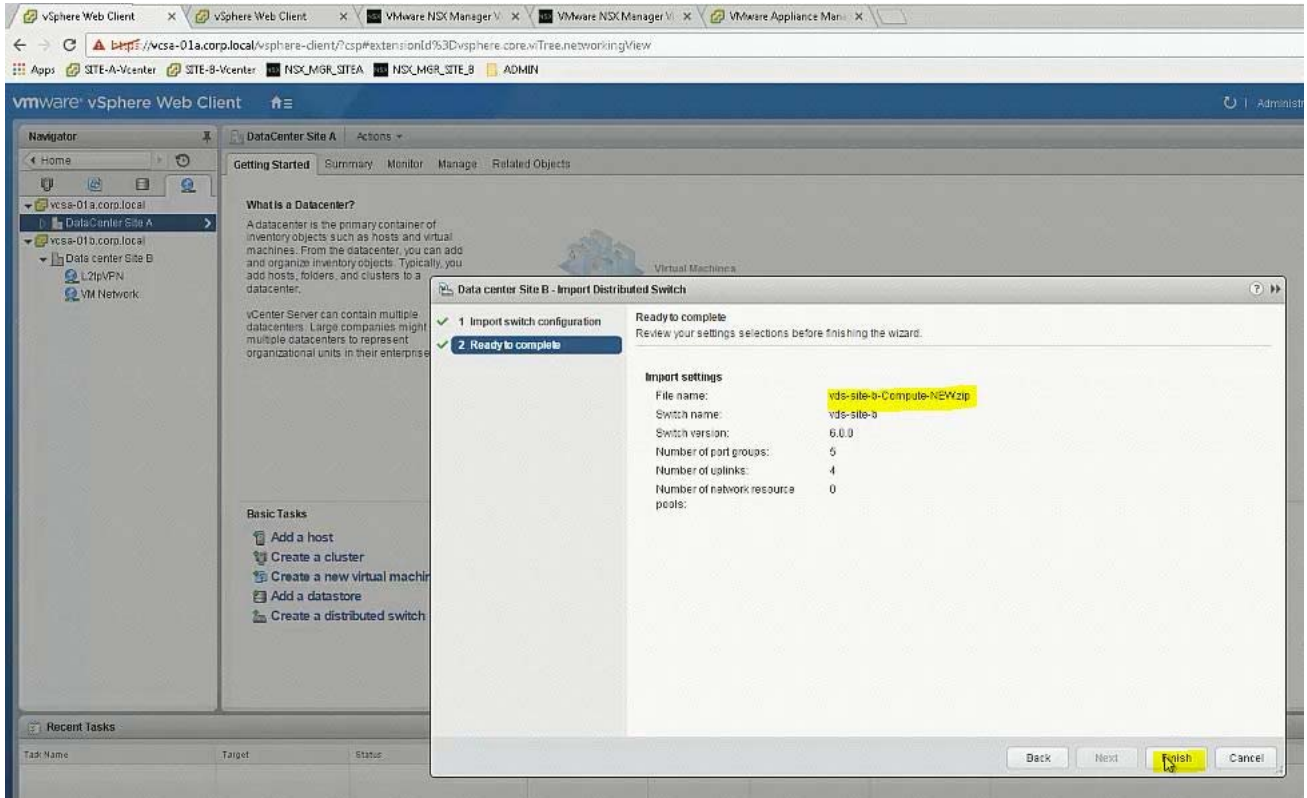 vSphere Web Client
vSphere Web Client
VMware NSX Manager V
VMware NSX Manager Vi
VMware Appliance Man
https://vcsa-01a.corp.local/vsphere-client/?csp#extensionId%3Dvsphere.core.viTree.networkingView
Apps SITE-A-Vcenter SITE-B-Vcenter NSX_MGR_SITEA NSX_MGR_SITE_B ADMIN
vmware® vSphere Web Client
Administr
Navigator
Home
vcsa-01a.corp.local
DataCenter Site A
vcsa-01b.corp.local
Data center Site B
L2IpVPN
VM Network
DataCenter Site A Actions
Getting Started Summary Monitor Manage Related Objects
What is a Datacenter?
A datacenter is the primary container of
inventory objects such as hosts and virtual
machines. From the datacenter, you can add
and organize inventory objects. Typically, you
add hosts, folders, and clusters to a
datacenter.
vCenter Server can contain multiple
datacenters. Large companies might
multiple datacenters to represent
organizational units in their enterprise
Virtual Machines
Basic Tasks
Add a host
Create a cluster
Create a new virtual machin
Add a datastore
Create a distributed switch
Data center Site B - Import Distributed Switch
1 Import switch configuration
2 Ready to complete
Ready to complete
Review your settings selections before finishing the wizard.
Import settings
File name: vds-site-b-Compute-NEW.zip
Switch name: vds-site-b
Switch version: 6.0.0
Number of port groups: 5
Number of uplinks: 4
Number of network resource 0
pools:
Back Next Finish Cancel
Recent Tasks
Task Name Target Status